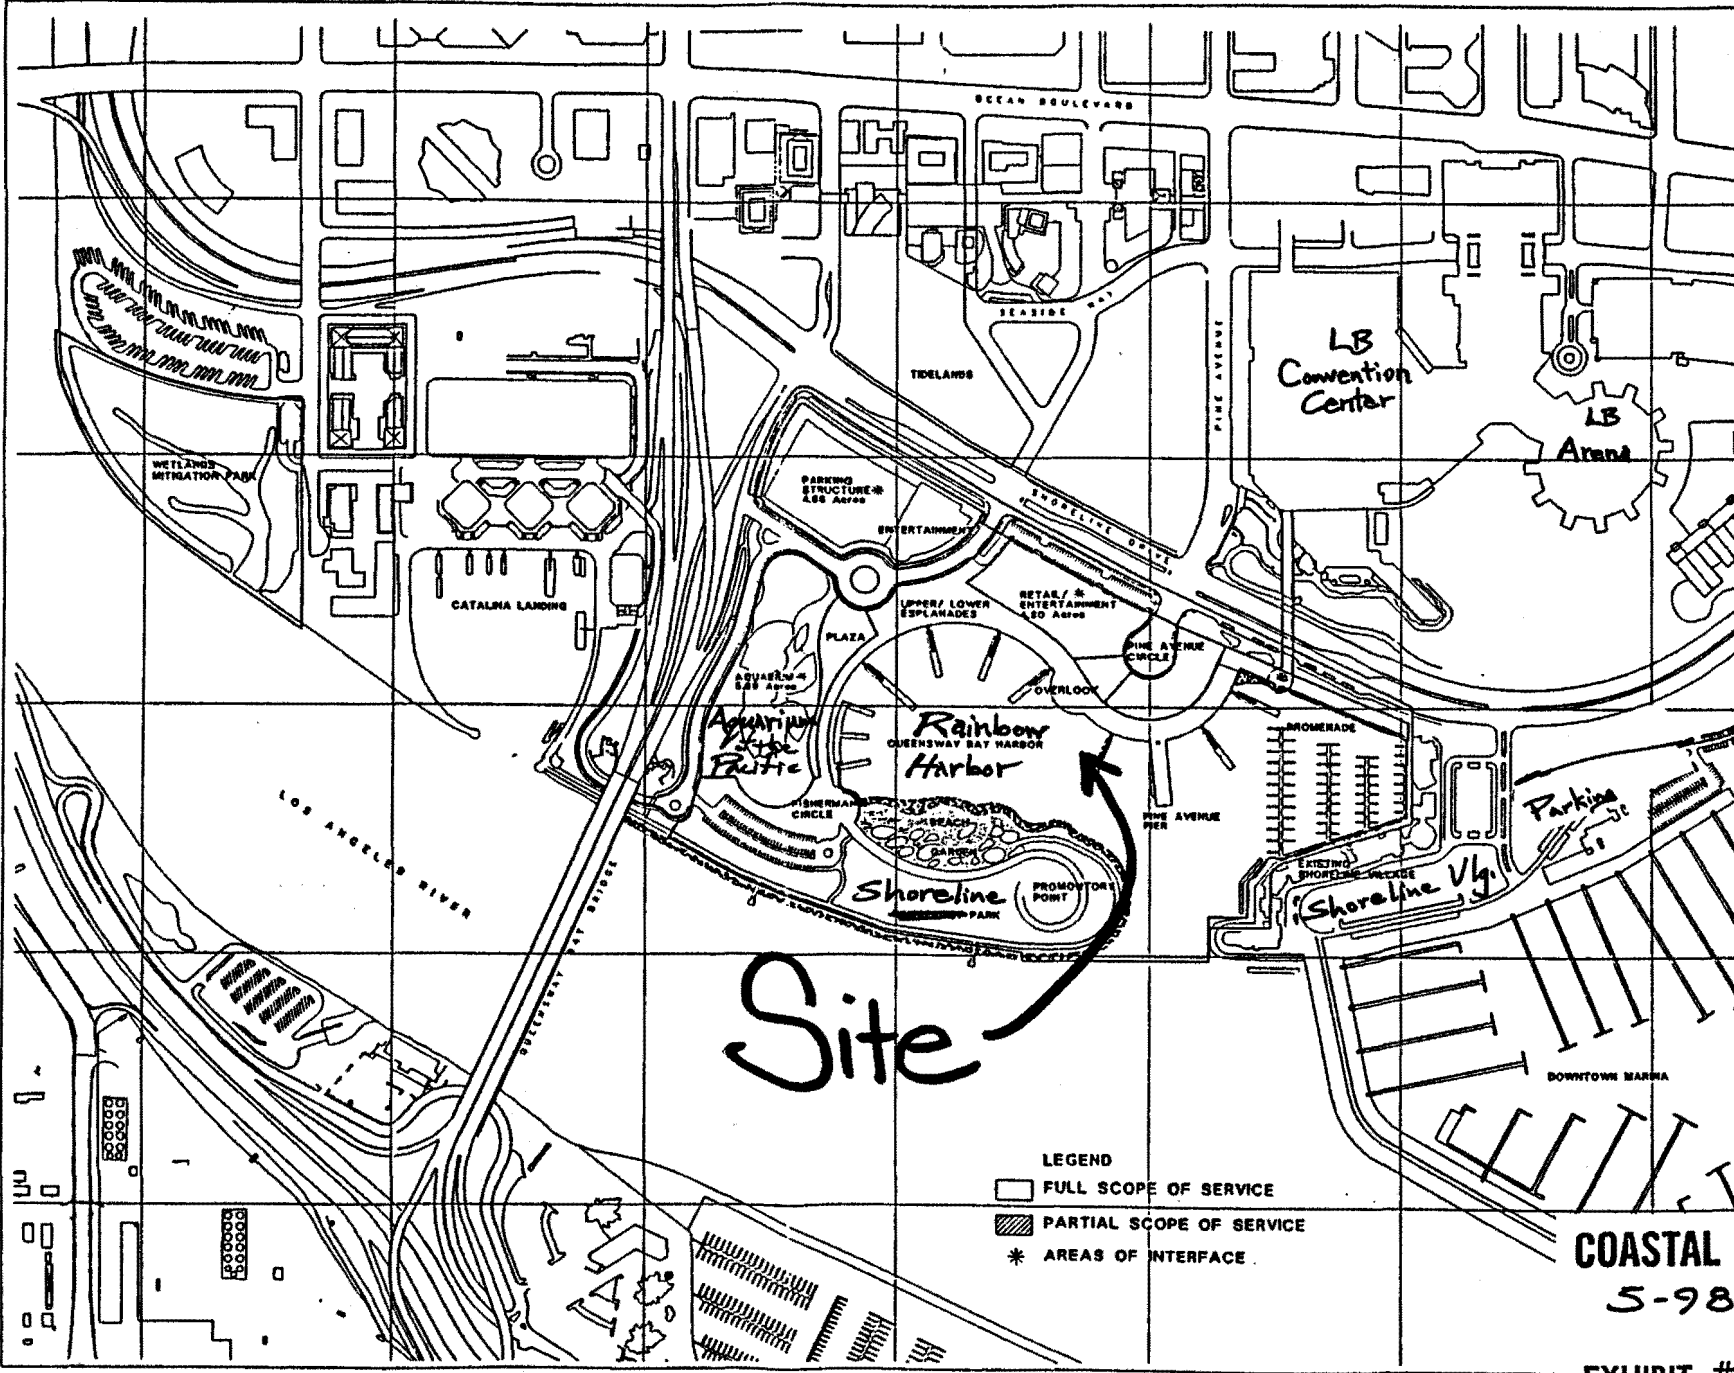 OCEAN BOULEVARD
SEASIDE WAY
TIDELANDS
PINE AVENUE
LB
Convention
Center
LB
Arena
WETLANDS
MITIGATION PARK
PARKING
STRUCTURE*
ENTERTAINMENT
SHORELINE DRIVE
CATALINA LANDING
UPPER/ LOWER
ESPLANADES
RETAIL/ *
ENTERTAINMENT
PLAZA
PINE AVENUE
CIRCLE
AQUARIUM *
OVERLOOK
Aquarium
of the
Pacific
Rainbow
QUEENSWAY BAY HARBOR
Harbor
PROMENADE
LOS ANGELES RIVER
FISHERMAN
CIRCLE
BEACH
GARDEN
PINE AVENUE
PIER
Parking
EXISTING
SHORELINE VILLAGE
Shoreline Vlg.
Shoreline
PARK
PROMONTORY
POINT
QUEENSWAY BAY BRIDGE
Site
DOWNTOWN MARINA
LEGEND
FULL SCOPE OF SERVICE
PARTIAL SCOPE OF SERVICE
* AREAS OF INTERFACE
COASTAL
5-98
EXHIBIT #